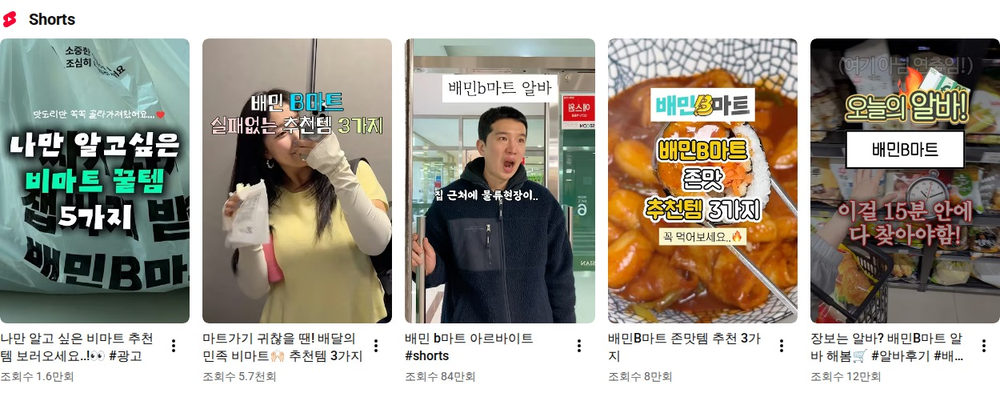 Shorts
소중한
조심히
맛도리만 쏙쏙 골라가져왔어요...
나만 알고싶은
비마트 꿀템
5가지
배민B마
배민 B마트
실패없는 추천템 3가지
배민b마트 알바
집 근처에 물류현장이..
배민B마트
배민B마트
존맛
추천템 3가지
꼭 먹어보세요..🔥
(여기 아님 연출임!)
오늘의 알바!
배민B마트
이걸 15분 안에
다 찾아야함!
나만 알고 싶은 비마트 추천
템 보러오세요..!👀 #광고
조회수 1.6만회
마트가기 귀찮을 땐! 배달의
민족 비마트🙌🏻 추천템 3가지
조회수 5.7천회
배민 b마트 아르바이트
#shorts
조회수 84만회
배민B마트 존맛템 추천 3가
지
조회수 8만회
장보는 알바? 배민B마트 알
바 해봄🛒 #알바후기 #배...
조회수 12만회